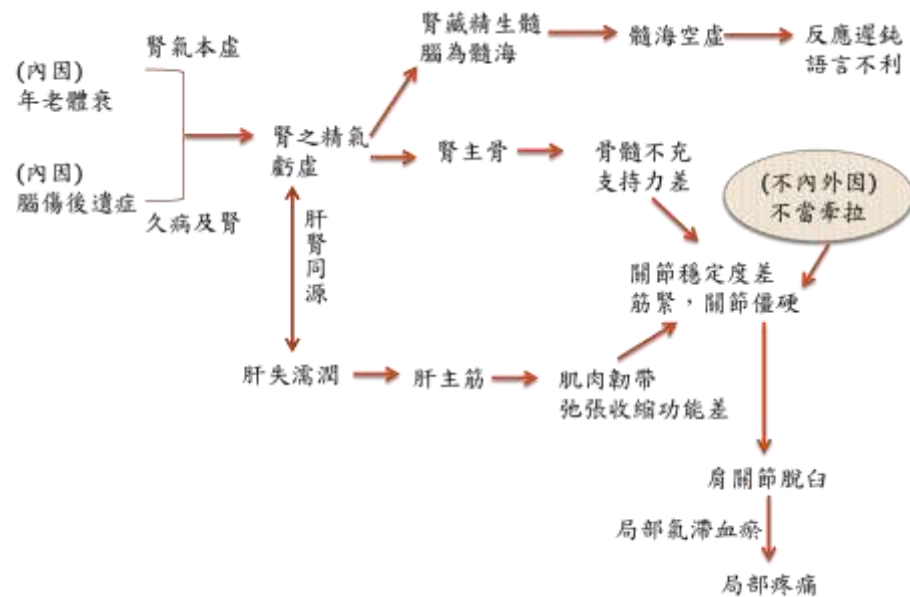 腎氣本虛
(內因)
年老體衰
(內因)
腦傷後遺症
久病及腎
腎之精氣
虧虛
腎藏精生髓
腦為髓海
髓海空虛
反應遲鈍
語言不利
腎主骨
骨髓不充
支持力差
(不內外因)
不當牽拉
肝腎同源
關節穩定度差
筋緊，關節僵硬
肝失濡潤
肝主筋
肌肉韌帶
弛張收縮功能差
肩關節脫臼
局部氣滯血瘀
局部疼痛